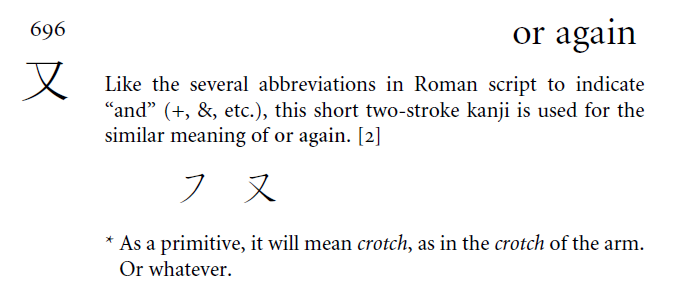 696
or again
又
Like the several abbreviations in Roman script to indicate
“and” (+, &, etc.), this short two-stroke kanji is used for the
similar meaning of or again. [2]
フ 又
* As a primitive, it will mean crotch, as in the crotch of the arm.
Or whatever.